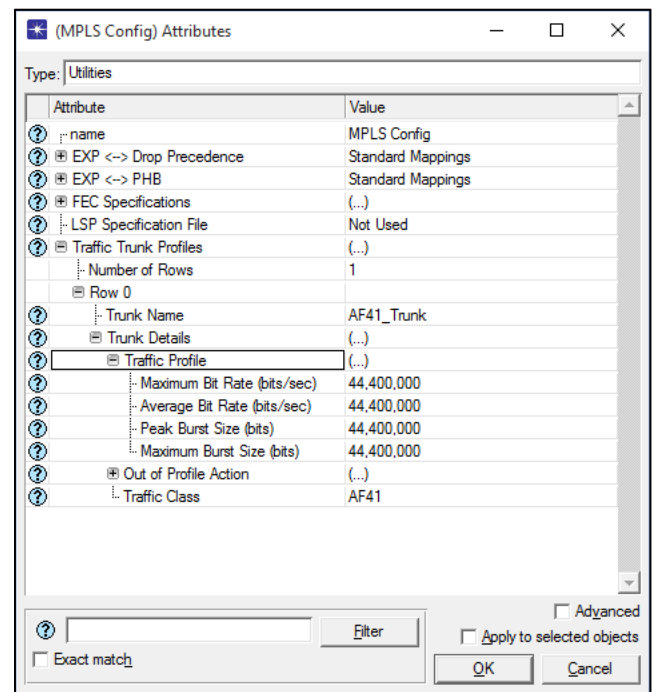 (MPLS Config) Attributes
Type: Utilities
Attribute Value
name MPLS Config
EXP <--> Drop Precedence Standard Mappings
EXP <--> PHB Standard Mappings
FEC Specifications (...)
LSP Specification File Not Used
Traffic Trunk Profiles (...)
Number of Rows 1
Row 0
Trunk Name AF41_Trunk
Trunk Details (...)
Traffic Profile (...)
Maximum Bit Rate (bits/sec) 44,400,000
Average Bit Rate (bits/sec) 44,400,000
Peak Burst Size (bits) 44,400,000
Maximum Burst Size (bits) 44,400,000
Out of Profile Action (...)
Traffic Class AF41
Advanced
Filter
Apply to selected objects
Exact match
OK Cancel